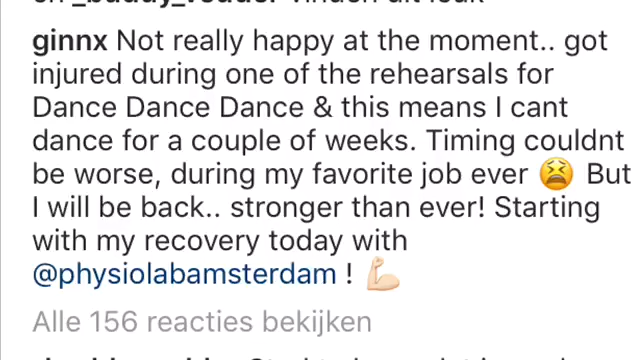 ginnx Not really happy at the moment.. got
injured during one of the rehearsals for
Dance Dance Dance & this means I cant
dance for a couple of weeks. Timing couldnt
be worse, during my favorite job ever 😫 But
I will be back.. stronger than ever! Starting
with my recovery today with
@physiolabamsterdam ! 💪🏻
Alle 156 reacties bekijken